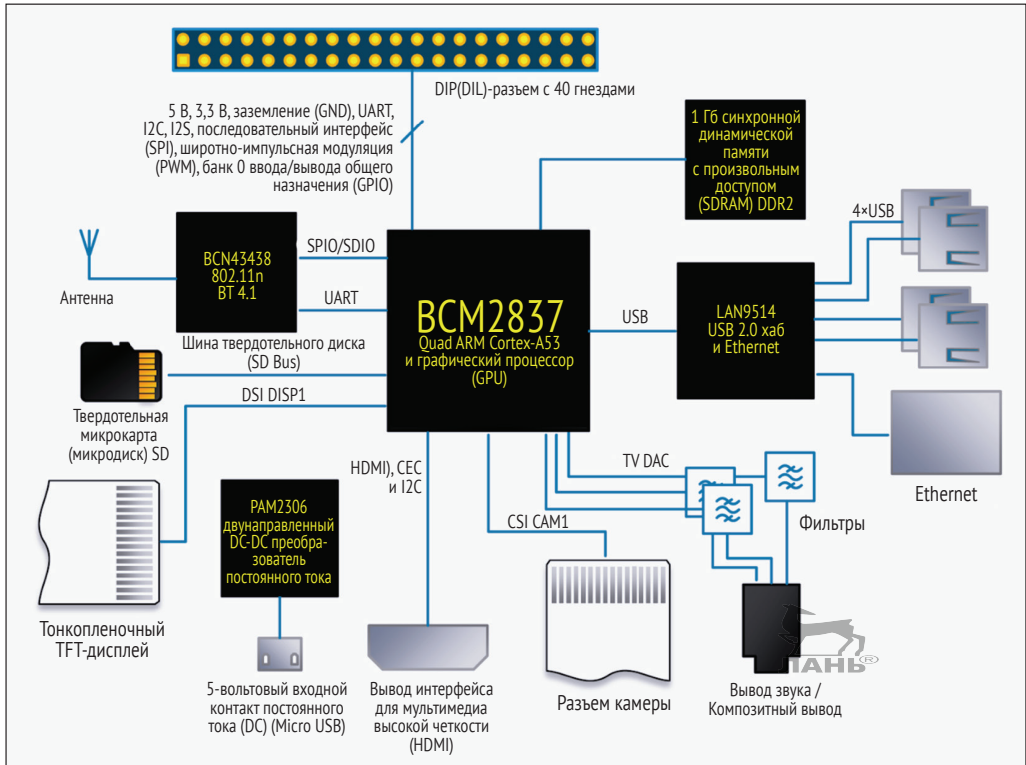 DIP(DIL)-разъем с 40 гнездами
5 В, 3,3 В, заземление (GND), UART,
I2C, I2S, последовательный интерфейс
(SPI), широтно-импульсная модуляция
(PWM), банк 0 ввода/вывода общего
назначения (GPIO)
1 Гб синхронной
динамической
памяти
с произвольным
доступом
(SDRAM) DDR2
4×USB
BCN43438
802.11n
BT 4.1
SPIO/SDIO
UART
Антенна
BCM2837
Quad ARM Cortex-A53
и графический процессор
(GPU)
USB
LAN9514
USB 2.0 хаб
и Ethernet
Шина твердотельного диска
(SD Bus)
DSI DISP1
Твердотельная
микрокарта
(микродиск) SD
HDMI), CEC
и I2C
TV DAC
CSI CAM1
Фильтры
Ethernet
PAM2306
двунаправленный
DC-DC преобра-
зователь
постоянного тока
Тонкопленочный
TFT-дисплей
5-вольтовый входной
контакт постоянного
тока (DC) (Micro USB)
Вывод интерфейса
для мультимедиа
высокой четкости
(HDMI)
Разъем камеры
Вывод звука /
Композитный вывод
ЛАНЬ®